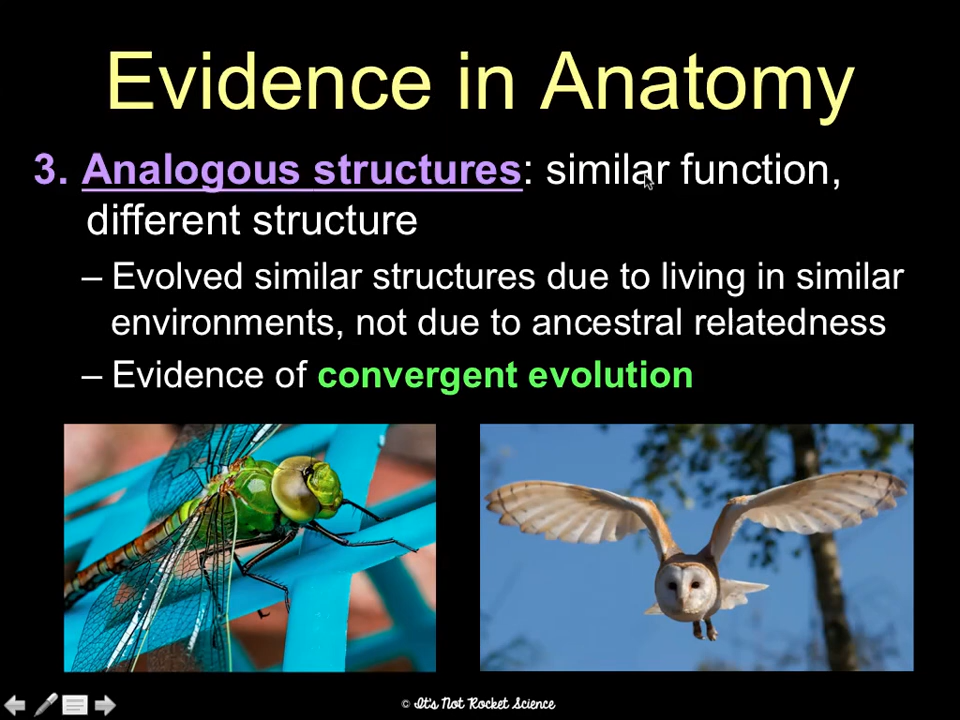 Evidence in Anatomy
3. Analogous structures: similar function,
different structure
– Evolved similar structures due to living in similar
environments, not due to ancestral relatedness
– Evidence of convergent evolution
© It's Not Rocket Science